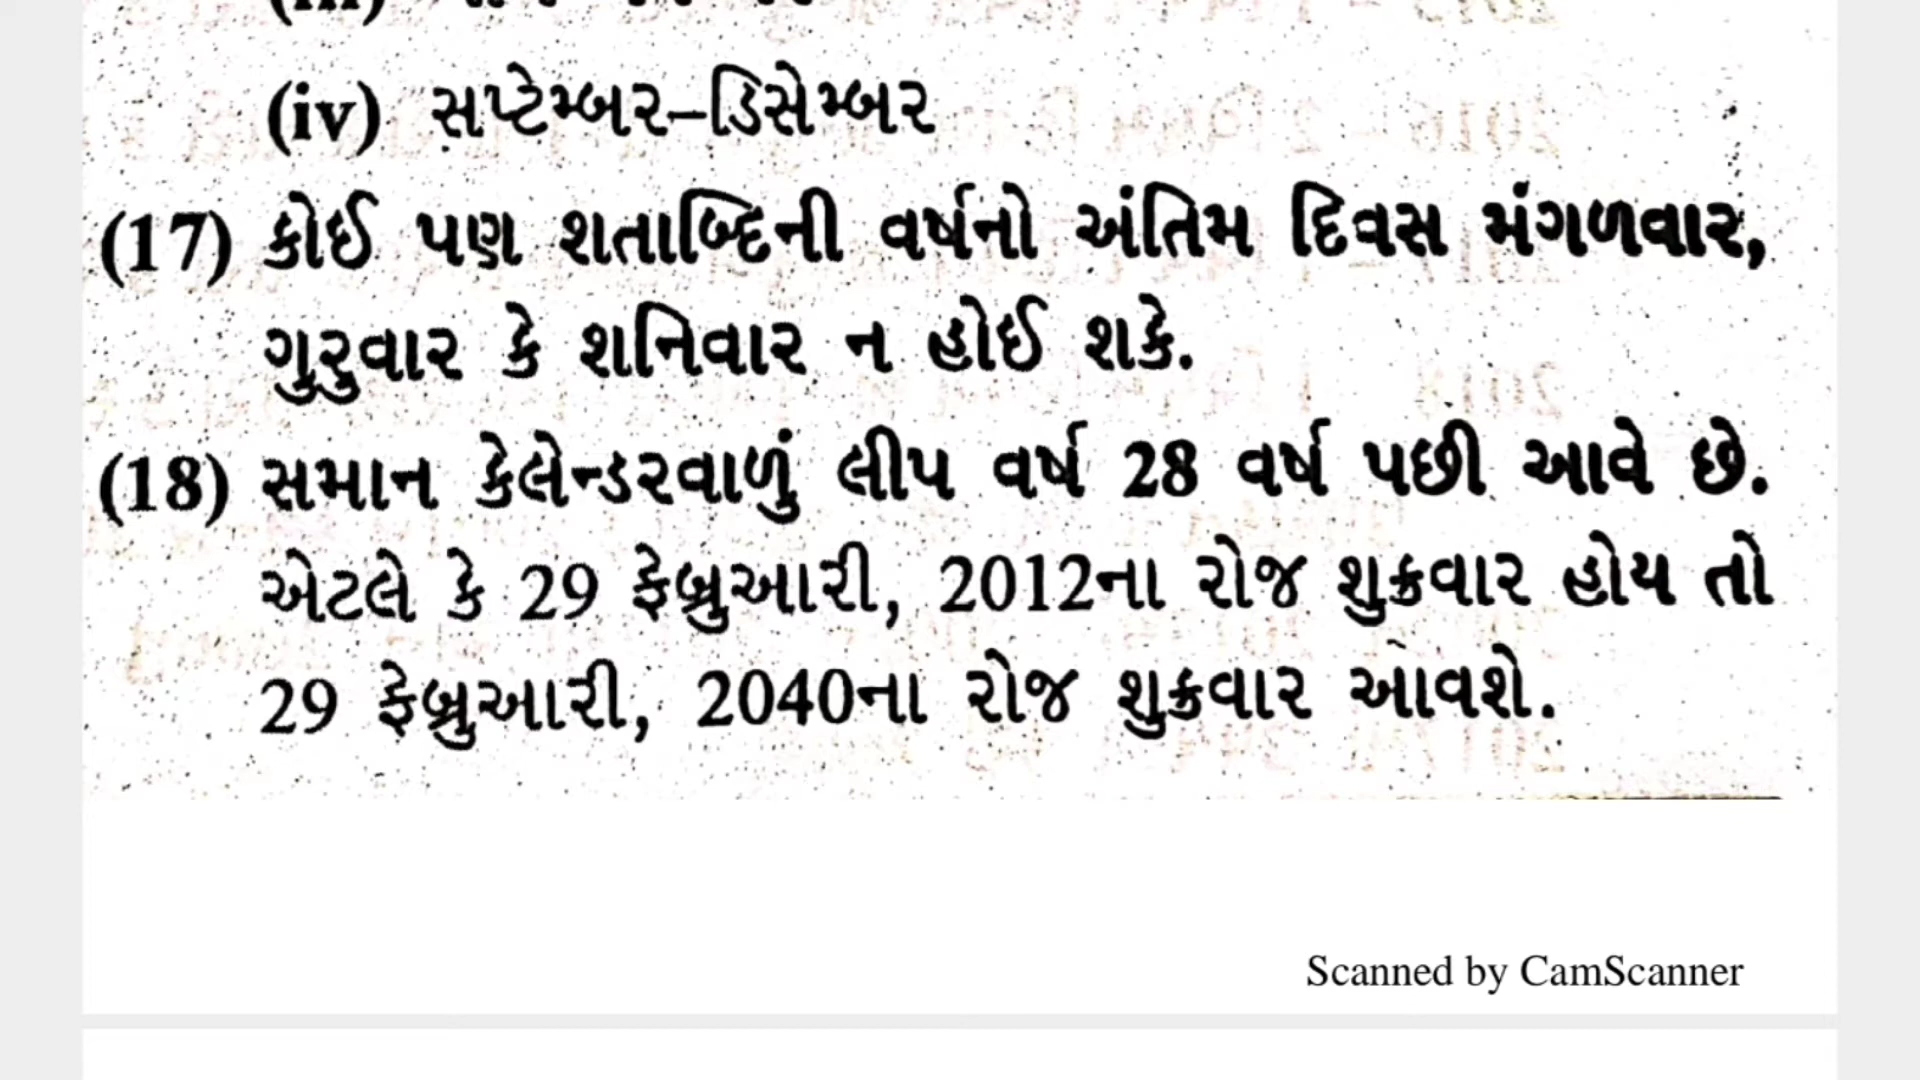 (iv) સપ્ટેમ્બર–ડિસેમ્બર
(17) કોઈ પણ શતાબ્દિની વર્ષનો અંતિમ દિવસ મંગળવાર,
ગુરુવાર કે શનિવાર ન હોઈ શકે.
(18) સમાન કેલેન્ડરવાળું લીપ વર્ષ 28 વર્ષ પછી આવે છે.
એટલે કે 29 ફેબ્રુઆરી, 2012ના રોજ શુક્રવાર હોય તો
29 ફેબ્રુઆરી, 2040ના રોજ શુક્રવાર આવશે.
Scanned by CamScanner